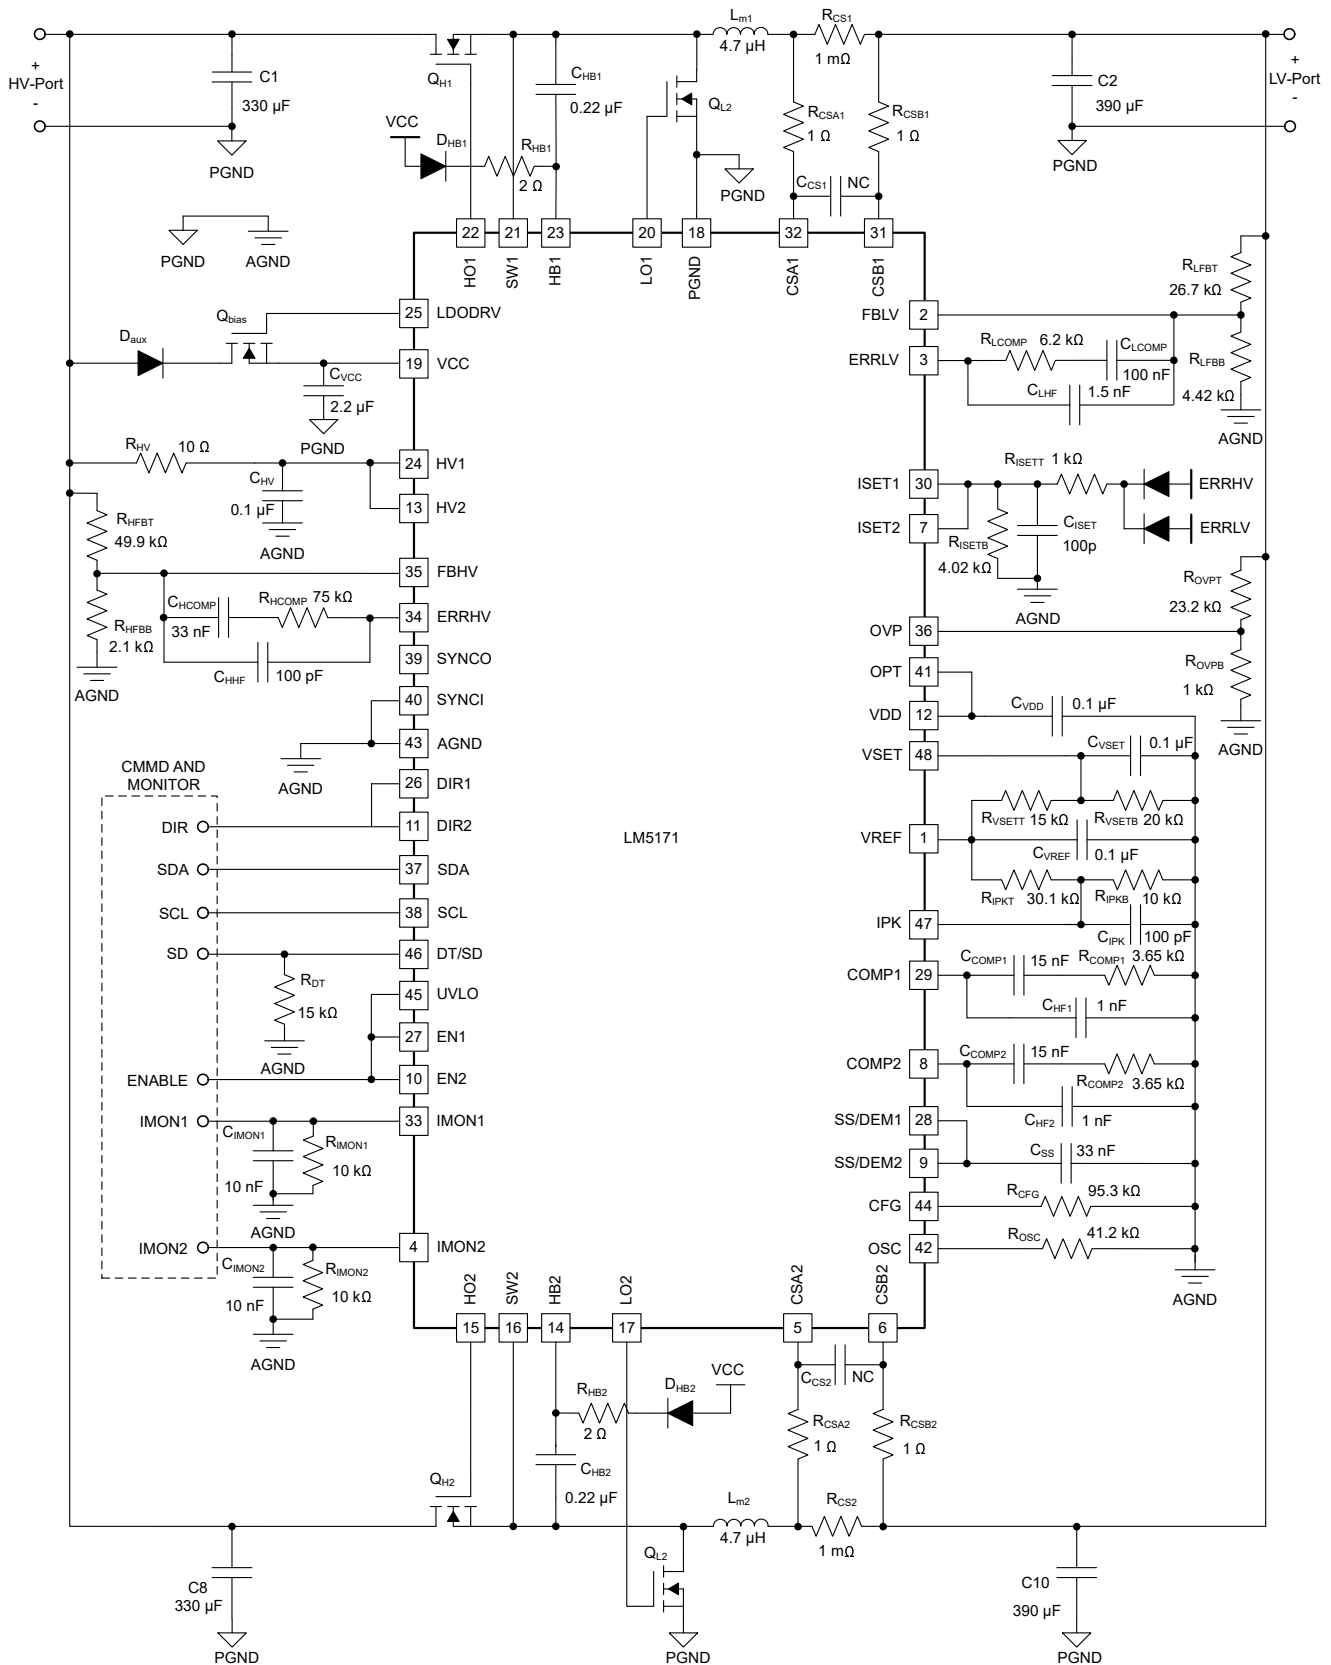 Lm1
4.7 µH
RCS1
1 mΩ
+
HV-Port
-
C1
330 µF
PGND
QH1
CHB1
0.22 µF
VCC
DHB1
RHB1
2 Ω
QL2
PGND
RCSA1
1 Ω
RCSB1
1 Ω
CCS1
NC
C2
390 µF
PGND
+
LV-Port
-
PGND
AGND
22
21
23
20
18
32
31
HO1
SW1
HB1
LO1
PGND
CSA1
CSB1
Daux
Qbias
CVCC
2.2 µF
PGND
25
LDODRV
19
VCC
RHV
10 Ω
CHV
0.1 µF
AGND
24
HV1
13
HV2
RHFBT
49.9 kΩ
RHFBB
2.1 kΩ
AGND
CHCOMP
33 nF
RHCOMP
75 kΩ
CHHF
100 pF
35
FBHV
34
ERRHV
39
SYNCO
40
SYNCI
43
AGND
AGND
26
DIR1
11
DIR2
37
SDA
38
SCL
46
DT/SD
45
UVLO
27
EN1
10
EN2
33
IMON1
4
IMON2
CMMD AND
MONITOR
DIR
SDA
SCL
SD
RDT
15 kΩ
AGND
ENABLE
IMON1
CIMON1
10 nF
RIMON1
10 kΩ
AGND
IMON2
CIMON2
10 nF
RIMON2
10 kΩ
AGND
LM5171
FBLV
2
ERRLV
3
RLCOMP
6.2 kΩ
CLCOMP
100 nF
CLHF
1.5 nF
RLFBT
26.7 kΩ
RLFBB
4.42 kΩ
AGND
ISET1
30
ISET2
7
RISETT
1 kΩ
RISETB
4.02 kΩ
CISET
100p
AGND
ERRHV
ERRLV
ROVPT
23.2 kΩ
ROVPB
1 kΩ
AGND
OVP
36
OPT
41
VDD
12
CVDD
0.1 µF
VSET
48
CVSET
0.1 µF
RVSETT
15 kΩ
RVSETB
20 kΩ
VREF
1
CVREF
0.1 µF
RIPKT
30.1 kΩ
RIPKB
10 kΩ
IPK
47
CIPK
100 pF
COMP1
29
CCOMP1
15 nF
RCOMP1
3.65 kΩ
CHF1
1 nF
COMP2
8
CCOMP2
15 nF
RCOMP2
3.65 kΩ
CHF2
1 nF
SS/DEM1
28
SS/DEM2
9
CSS
33 nF
CFG
44
RCFG
95.3 kΩ
OSC
42
ROSC
41.2 kΩ
AGND
HO2
SW2
HB2
LO2
CSA2
CSB2
15
16
14
17
5
6
RHB2
2 Ω
DHB2
VCC
CHB2
0.22 µF
CCS2
NC
RCSA2
1 Ω
RCSB2
1 Ω
QH2
Lm2
4.7 µH
RCS2
1 mΩ
QL2
PGND
C8
330 µF
PGND
C10
390 µF
PGND